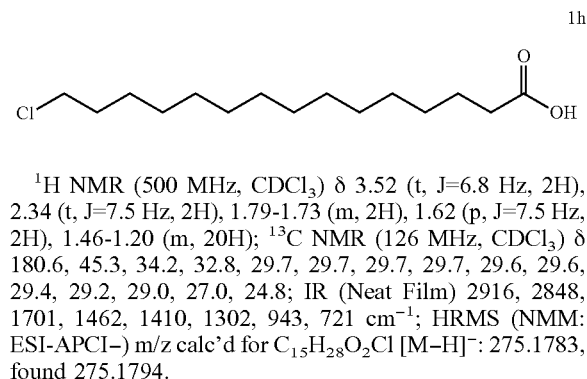 1h
O
Cl
OH
¹H NMR (500 MHz, CDCl₃) δ 3.52 (t, J=6.8 Hz, 2H),
2.34 (t, J=7.5 Hz, 2H), 1.79-1.73 (m, 2H), 1.62 (p, J=7.5 Hz,
2H), 1.46-1.20 (m, 20H); ¹³C NMR (126 MHz, CDCl₃) δ
180.6, 45.3, 34.2, 32.8, 29.7, 29.7, 29.7, 29.7, 29.6, 29.6,
29.4, 29.2, 29.0, 27.0, 24.8; IR (Neat Film) 2916, 2848,
1701, 1462, 1410, 1302, 943, 721 cm⁻¹; HRMS (NMM:
ESI-APCI–) m/z calc'd for C₁₅H₂₈O₂Cl [M–H]⁻: 275.1783,
found 275.1794.